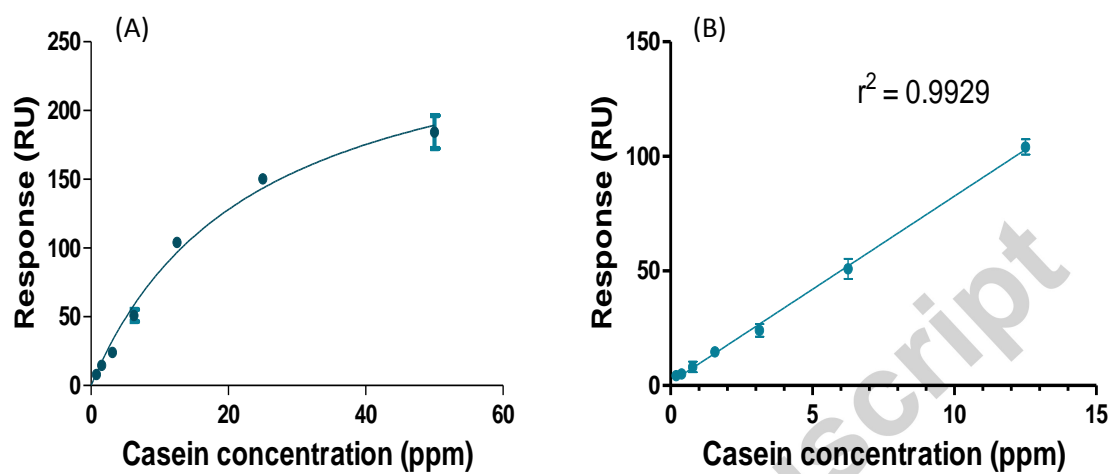 (A)
250
200
150
100
50
0
0 20 40 60
Response (RU)
Casein concentration (ppm)
(B)
r² = 0.9929
150
100
50
0
0 5 10 15
Response (RU)
Casein concentration (ppm)
uscript